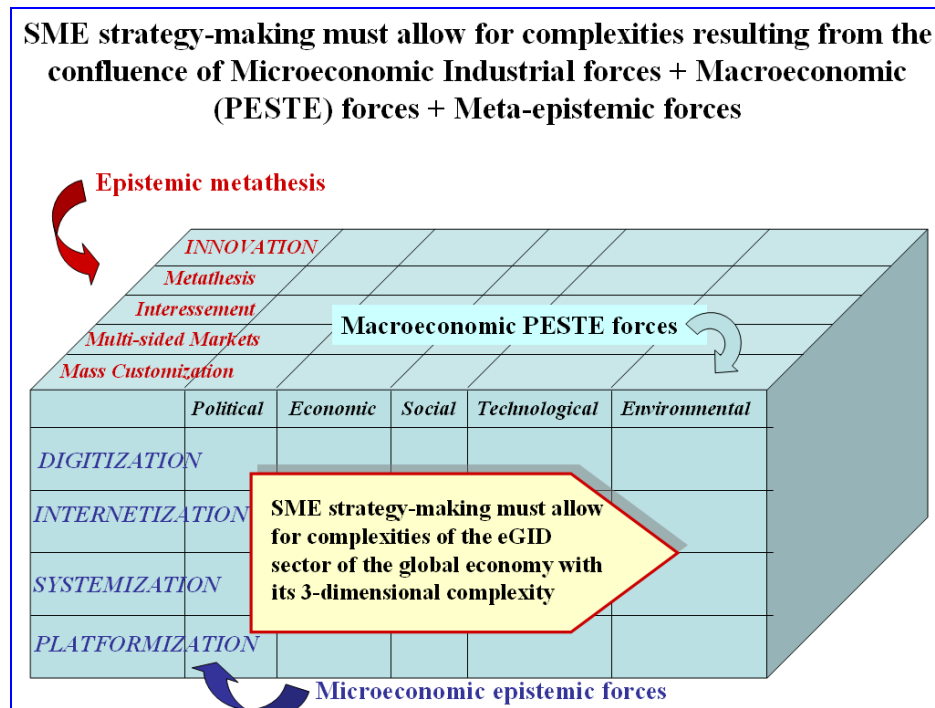 SME strategy-making must allow for complexities resulting from the
confluence of Microeconomic Industrial forces + Macroeconomic
(PESTE) forces + Meta-epistemic forces
Epistemic metathesis
INNOVATION
Metathesis
Interessement
Macroeconomic PESTE forces
Multi-sided Markets
Mass Customization
Political Economic Social Technological Environmental
DIGITIZATION
INTERNETIZATION
SYSTEMIZATION
PLATFORMIZATION
SME strategy-making must allow
for complexities of the eGID
sector of the global economy with
its 3-dimensional complexity
Microeconomic epistemic forces